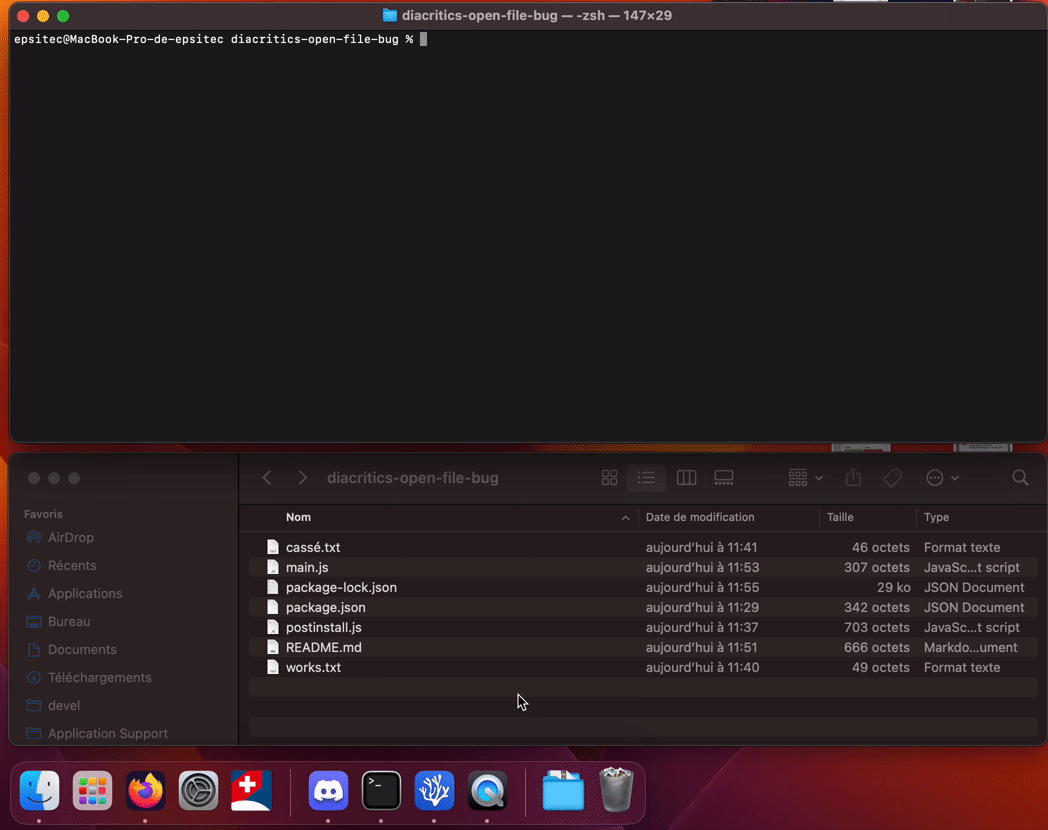 diacritics-open-file-bug — -zsh — 147×29
epsitec@MacBook-Pro-de-epsitec diacritics-open-file-bug %
diacritics-open-file-bug
Favoris
AirDrop
Récents
Applications
Bureau
Documents
Téléchargements
devel
Application Support
Nom Date de modification Taille Type
cassé.txt aujourd’hui à 11:41 46 octets Format texte
main.js aujourd’hui à 11:53 307 octets JavaSc...t script
package-lock.json aujourd’hui à 11:55 29 ko JSON Document
package.json aujourd’hui à 11:29 342 octets JSON Document
postinstall.js aujourd’hui à 11:37 703 octets JavaSc...t script
README.md aujourd’hui à 11:51 666 octets Markdo...ument
works.txt aujourd’hui à 11:40 49 octets Format texte